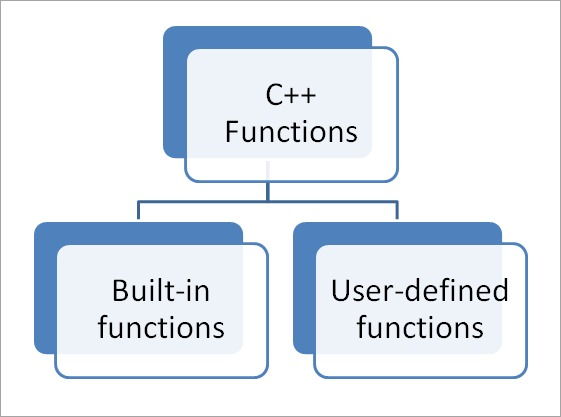 C++
Functions
Built-in
functions
User-defined
functions